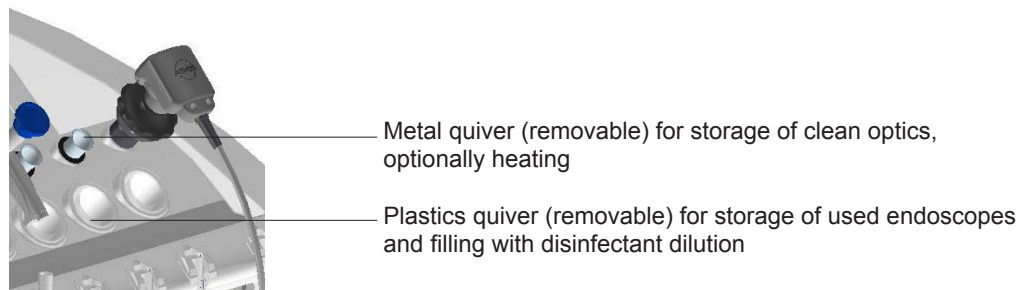 Metal quiver (removable) for storage of clean optics,
optionally heating
Plastics quiver (removable) for storage of used endoscopes
and filling with disinfectant dilution